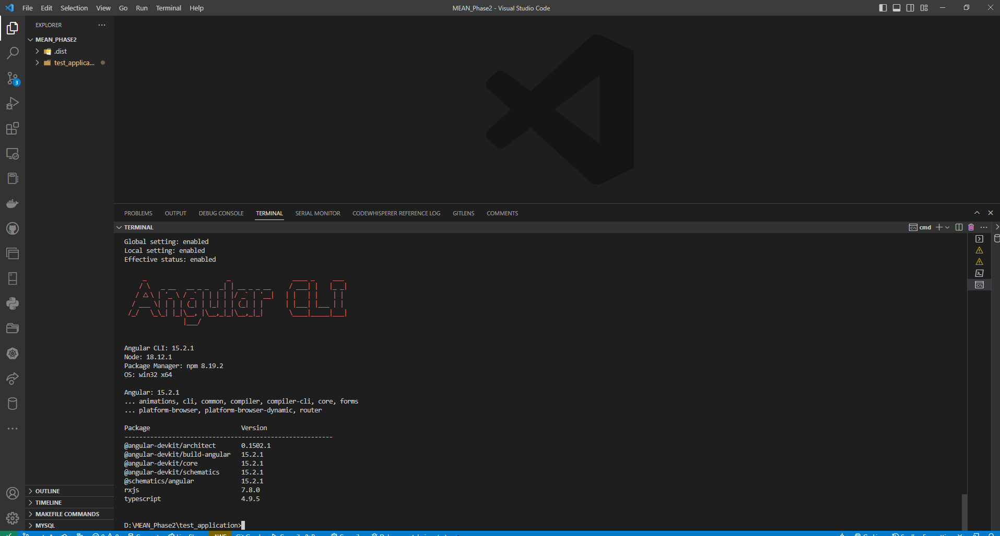 File Edit Selection View Go Run Terminal Help
MEAN_Phase2 - Visual Studio Code
EXPLORER
MEAN_PHASE2
.dist
test_applica...
3
PROBLEMS OUTPUT DEBUG CONSOLE TERMINAL SERIAL MONITOR CODEWHISPERER REFERENCE LOG GITLENS COMMENTS
TERMINAL
cmd
Global setting: enabled
Local setting: enabled
Effective status: enabled
Angular CLI
Angular CLI: 15.2.1
Node: 18.12.1
Package Manager: npm 8.19.2
OS: win32 x64
Angular: 15.2.1
... animations, cli, common, compiler, compiler-cli, core, forms
... platform-browser, platform-browser-dynamic, router
Package Version
---------------------------------------------------------
@angular-devkit/architect 0.1502.1
@angular-devkit/build-angular 15.2.1
@angular-devkit/core 15.2.1
@angular-devkit/schematics 15.2.1
@schematics/angular 15.2.1
rxjs 7.8.0
typescript 4.9.5
D:\MEAN_Phase2\test_application>
OUTLINE
TIMELINE
MAKEFILE COMMANDS
MYSQL